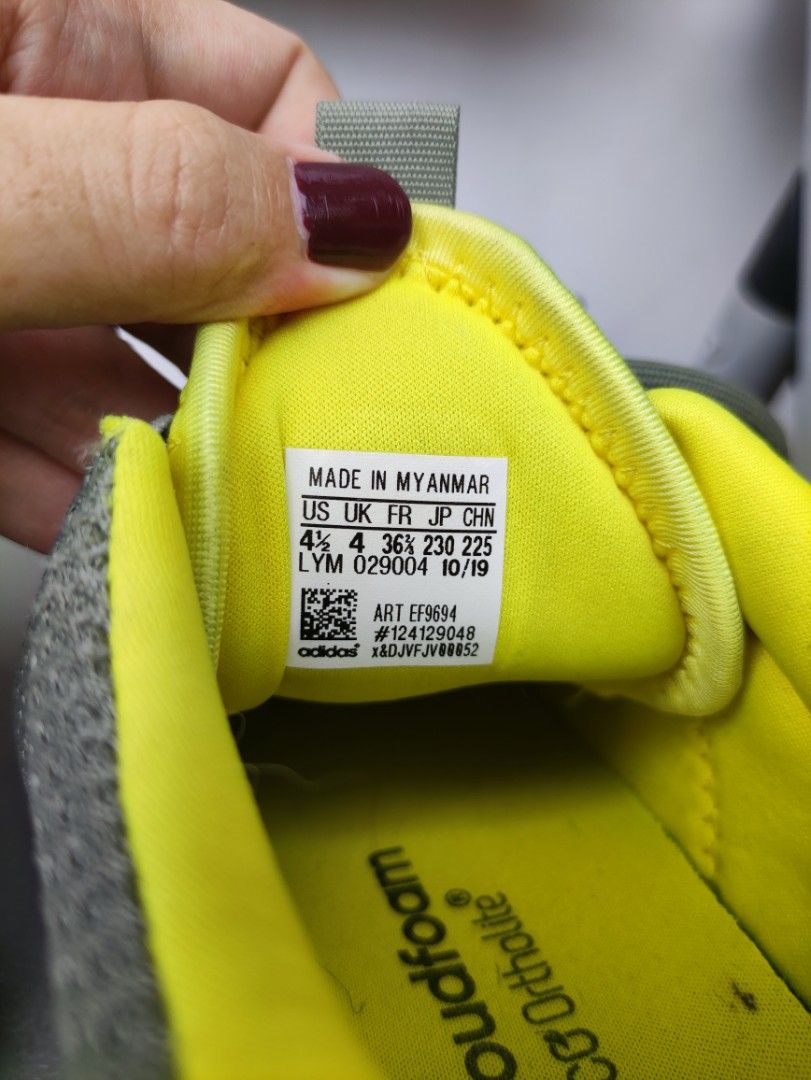 MADE IN MYANMAR
US UK FR JP CHN
4½ 4 36⅔ 230 225
LYM 029004 10/19
ART EF9694
#124129048
adidas® x&DJVFJV00052
oudfoam
Ortholite®